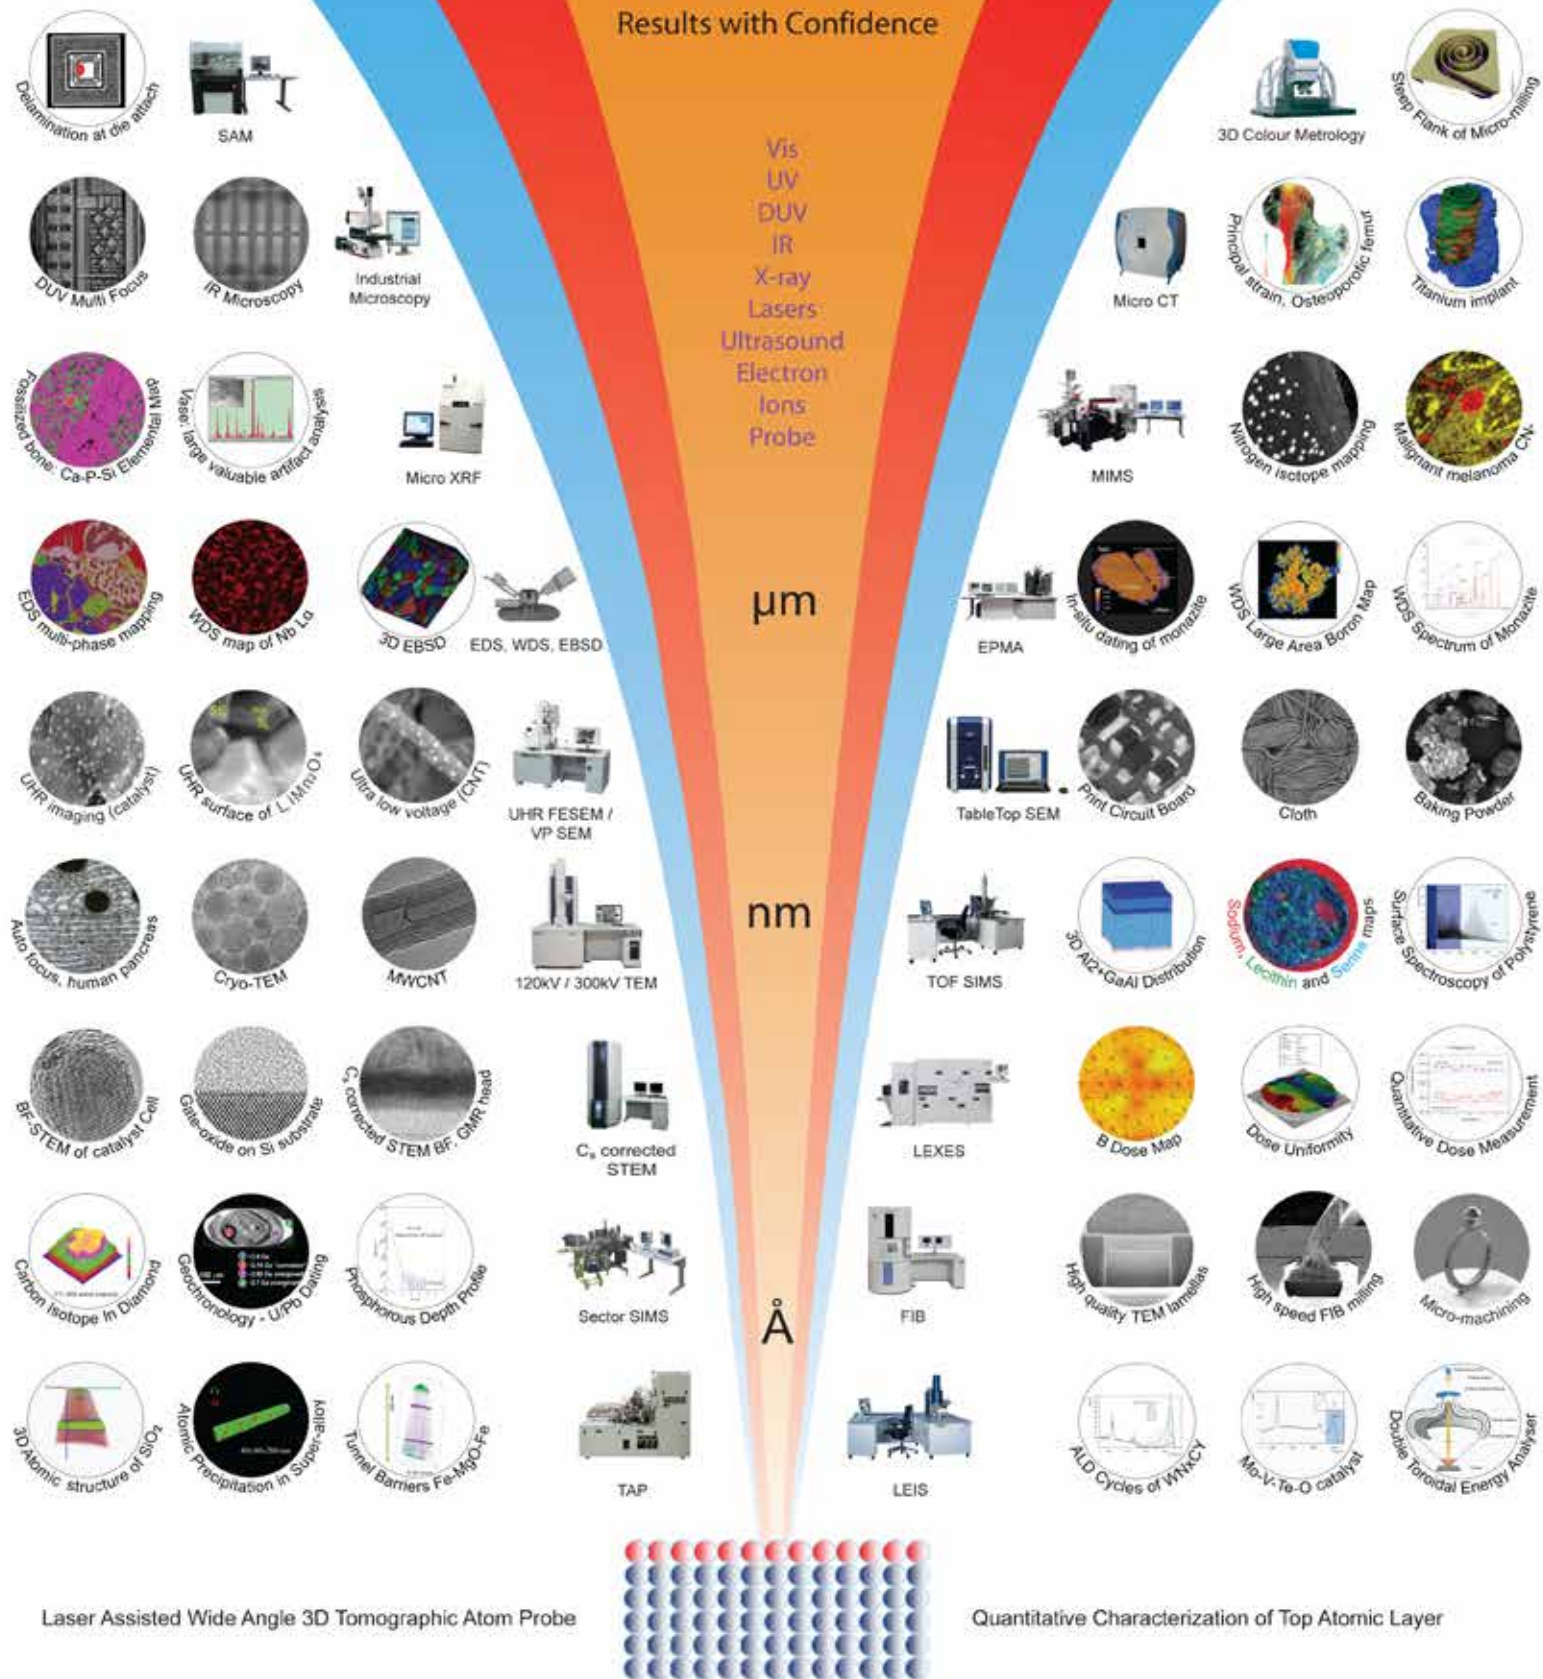 Results with Confidence
Delamination at die attach
SAM
3D Colour Metrology
Steep Flank of Micro-milling
Vis
UV
DUV
IR
X-ray
Lasers
Ultrasound
Electron
Ions
Probe
DUV Multi Focus
IR Microscopy
Industrial
Microscopy
Micro CT
Principal strain, Osteoporotic femur
Titanium implant
Fossilized bone: Ca-P-Si Elemental Map
Vase: large valuable artifact analysis
Micro XRF
MIMS
Nitrogen isotope mapping
Malignant melanoma CN-
EDS multi-phase mapping
WDS map of Nb Lα
3D EBSD
EDS, WDS, EBSD
µm
EPMA
In-situ dating of monazite
WDS Large Area Boron Map
WDS Spectrum of Monazite
UHR imaging (catalyst)
UHR surface of LiMn₂O₄
Ultra low voltage (CNT)
UHR FESEM /
VP SEM
TableTop SEM
Print Circuit Board
Cloth
Baking Powder
Auto focus, human pancreas
Cryo-TEM
MWCNT
120kV / 300kV TEM
nm
TOF SIMS
3D Al2+GaAl Distribution
Sodium, Lecithin and Serine maps
Surface Spectroscopy of Polystyrene
BF-STEM of catalyst Cell
Gate-oxide on Si substrate
Cₛ corrected STEM BF, GMR head
Cₛ corrected
STEM
LEXES
B Dose Map
Dose Uniformity
Quantitative Dose Measurement
Carbon Isotope In Diamond
Geochronology - U/Pb Dating
Phosphorous Depth Profile
Sector SIMS
Å
FIB
High quality TEM lamellas
High speed FIB milling
Micro-machining
3D Atomic structure of SiO₂
Atomic Precipitation in Super-alloy
Tunnel Barriers Fe-MgO-Fe
TAP
LEIS
ALD Cycles of WNxCY
Mo-V-Te-O catalyst
Double Toroidal Energy Analyser
Laser Assisted Wide Angle 3D Tomographic Atom Probe
Quantitative Characterization of Top Atomic Layer